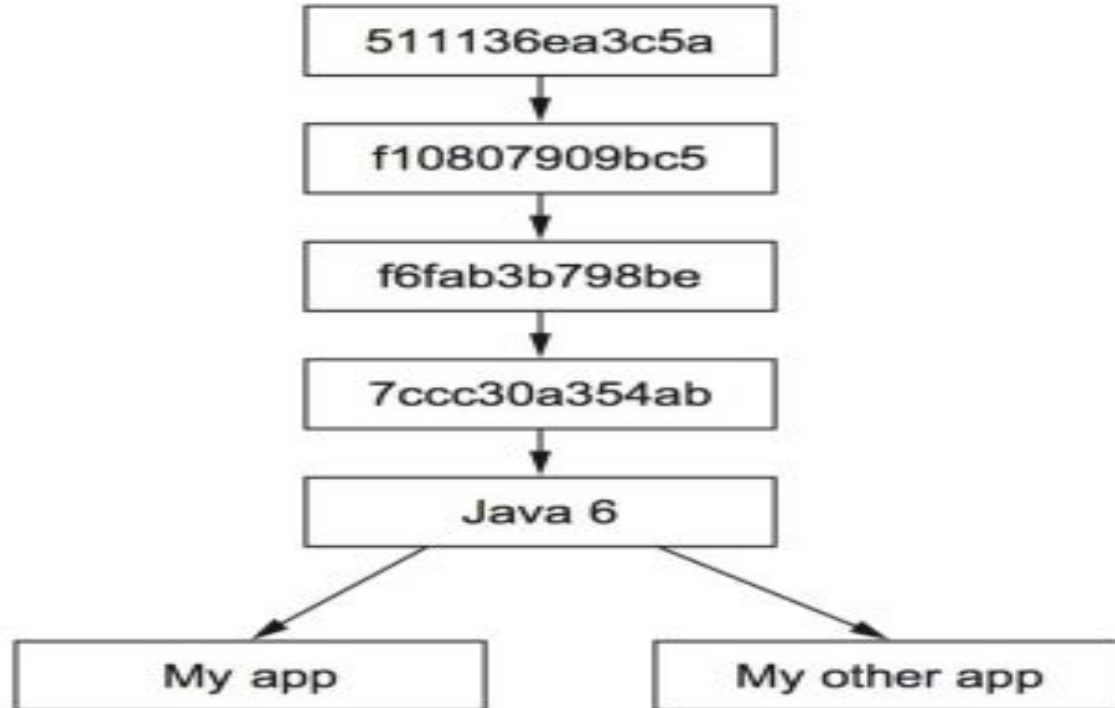 511136ea3c5a
f10807909bc5
f6fab3b798be
7ccc30a354ab
Java 6
My app
My other app